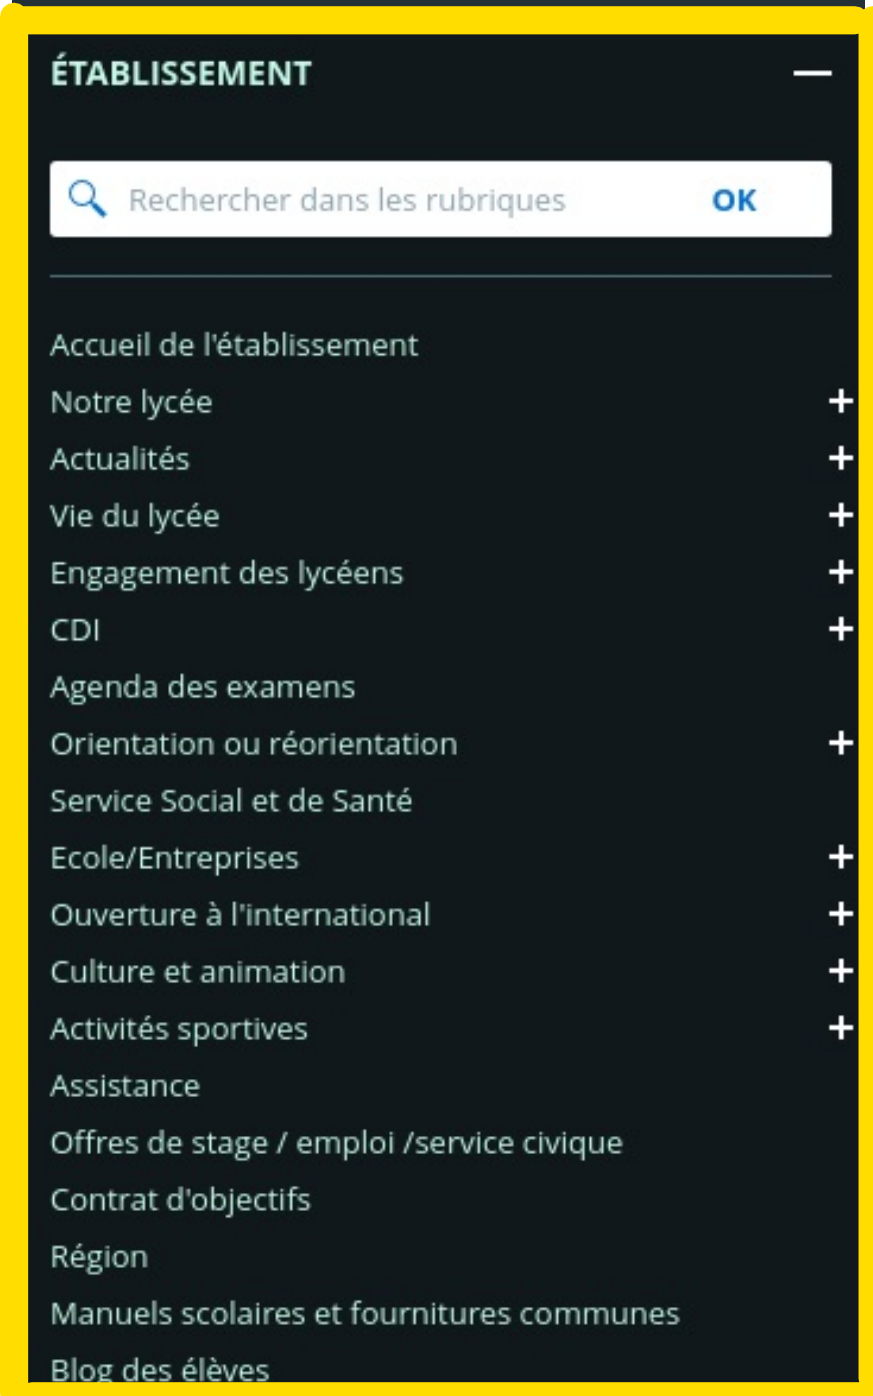 ÉTABLISSEMENT
Rechercher dans les rubriques OK
Accueil de l'établissement
Notre lycée
Actualités
Vie du lycée
Engagement des lycéens
CDI
Agenda des examens
Orientation ou réorientation
Service Social et de Santé
Ecole/Entreprises
Ouverture à l'international
Culture et animation
Activités sportives
Assistance
Offres de stage / emploi /service civique
Contrat d'objectifs
Région
Manuels scolaires et fournitures communes
Blog des élèves